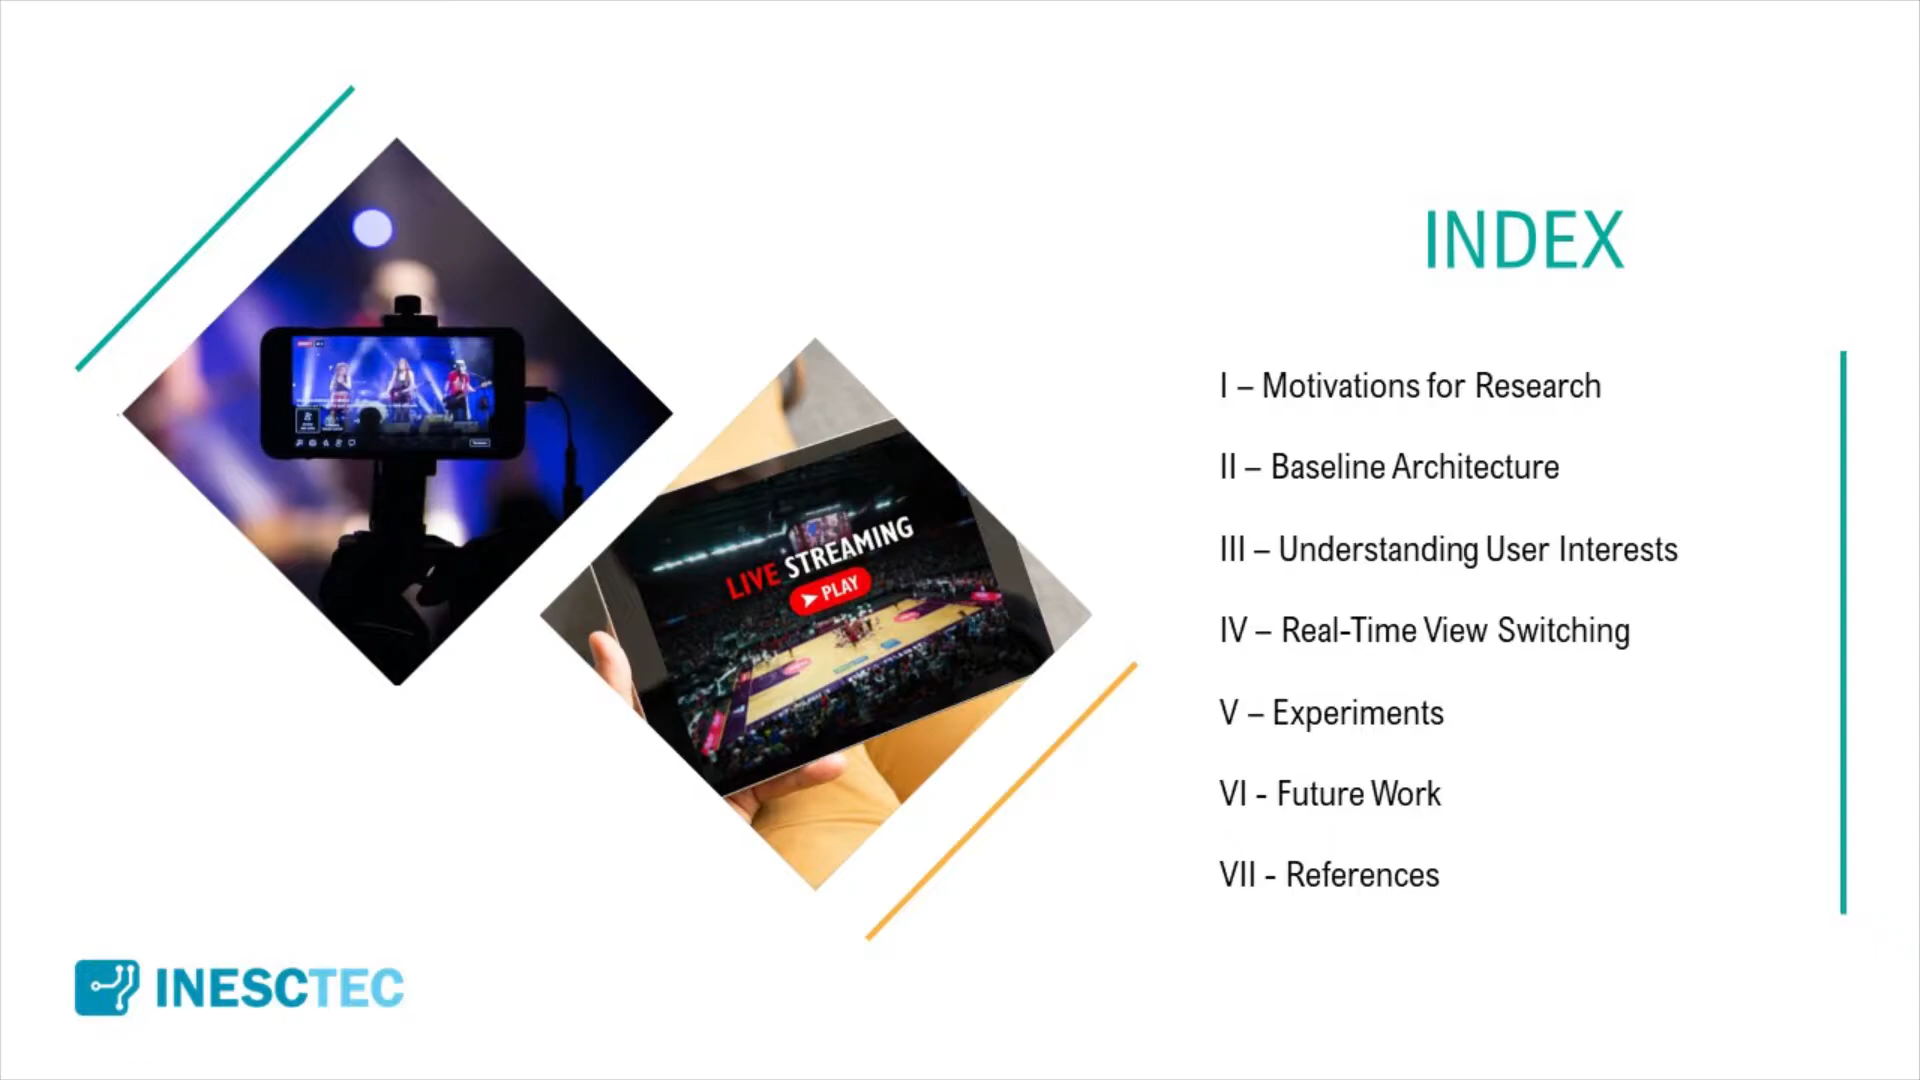 INDEX
I – Motivations for Research
II – Baseline Architecture
III – Understanding User Interests
IV – Real-Time View Switching
V – Experiments
VI - Future Work
VII - References
LIVE STREAMING
PLAY
INESCTEC